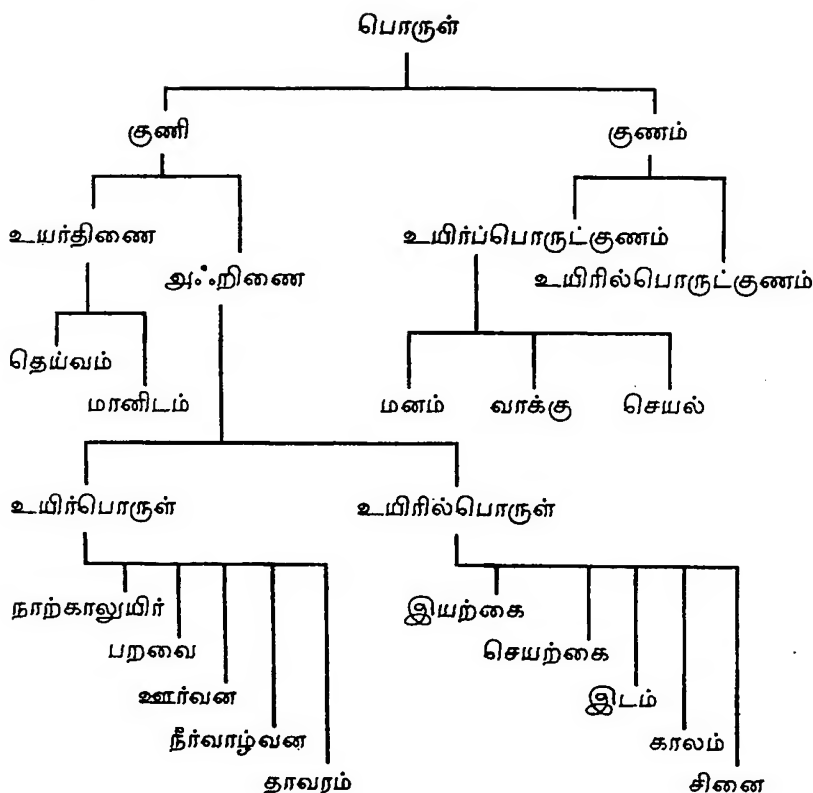 பொருள்
குணி குணம்
உயர்திணை உயிர்ப்பொருட்குணம்
அஃறிணை உயிரில்பொருட்குணம்
தெய்வம்
மானிடம் மனம் வாக்கு செயல்
உயிர்பொருள் உயிரில்பொருள்
நாற்காலுயிர் இயற்கை
பறவை செயற்கை
ஊர்வன இடம்
நீர்வாழ்வன காலம்
தாவரம் சினை